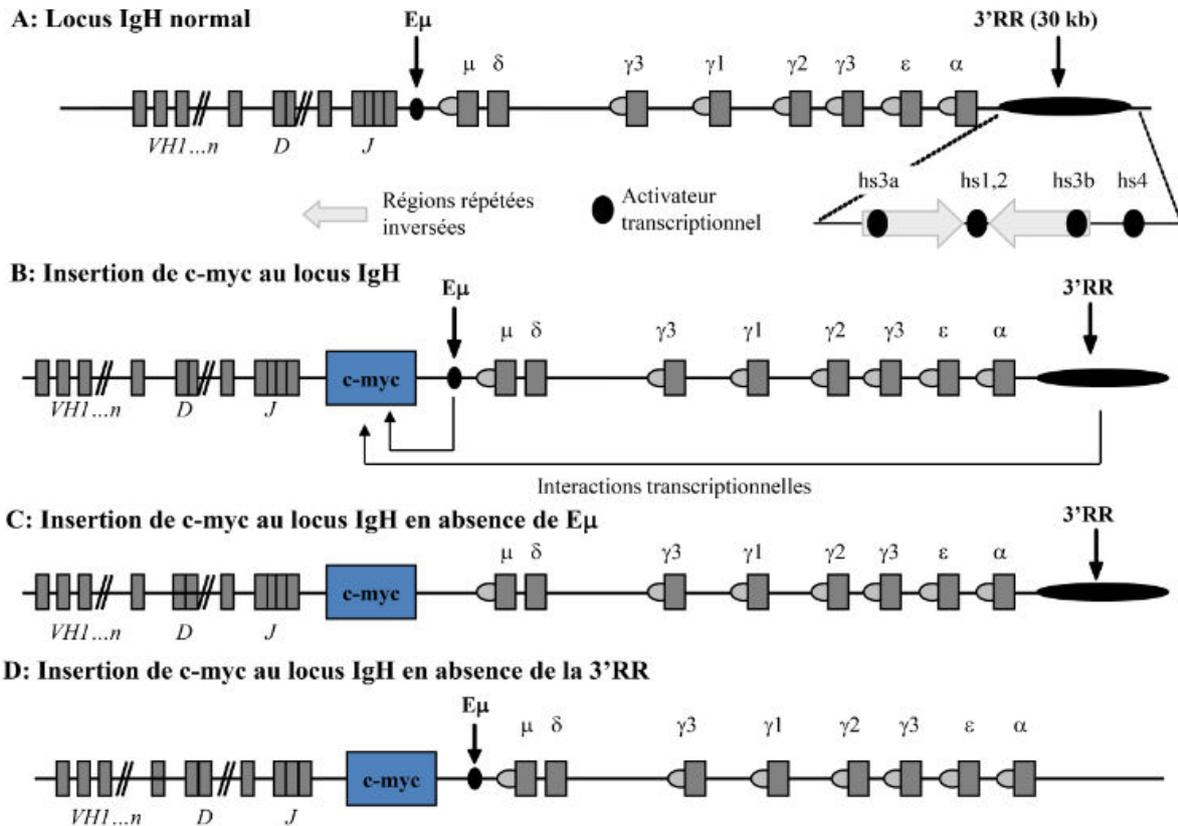 A: Locus IgH normal
Eμ
3'RR (30 kb)
μ δ γ3 γ1 γ2 γ3 ε α
VH1...n D J
hs3a hs1,2 hs3b hs4
Régions répétées
inversées
Activateur
transcriptionnel
B: Insertion de c-myc au locus IgH
Eμ
3'RR
μ δ γ3 γ1 γ2 γ3 ε α
c-myc
VH1...n D J
Interactions transcriptionnelles
C: Insertion de c-myc au locus IgH en absence de Eμ
3'RR
μ δ γ3 γ1 γ2 γ3 ε α
c-myc
VH1...n D J
D: Insertion de c-myc au locus IgH en absence de la 3'RR
Eμ
μ δ γ3 γ1 γ2 γ3 ε α
c-myc
VH1...n D J